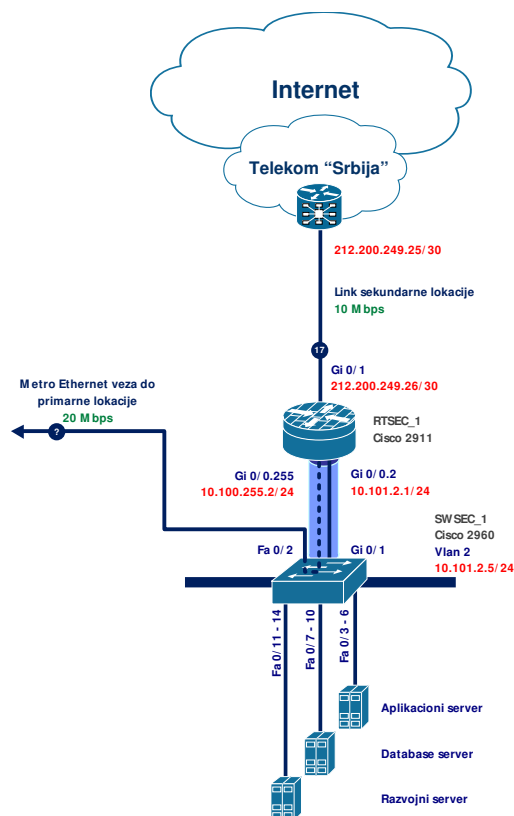 Internet
Telekom “Srbija”
212.200.249.25/30
Link sekundarne lokacije
10 Mbps
17
Gi 0/1
212.200.249.26/30
Metro Ethernet veza do
primarne lokacije
20 Mbps
?
RTSEC_1
Cisco 2911
Gi 0/0.255
10.100.255.2/24
Gi 0/0.2
10.101.2.1/24
SWSEC_1
Cisco 2960
Vlan 2
10.101.2.5/24
Fa 0/2
Gi 0/1
Fa 0/11 - 14
Fa 0/7 - 10
Fa 0/3 - 6
Aplikacioni server
Database server
Razvojni server